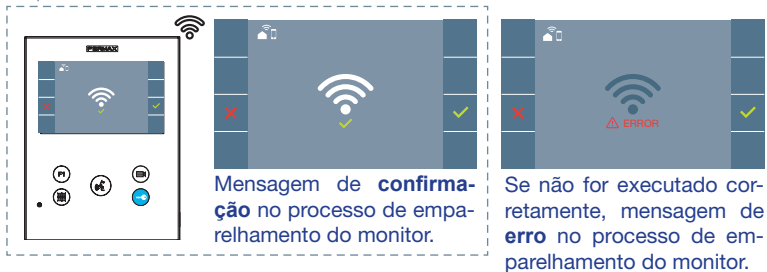 FERMAX
F1
ERROR
Mensagem de confirma-
ção no processo de empa-
relhamento do monitor.
Se não for executado cor-
retamente, mensagem de
erro no processo de em-
parelhamento do monitor.